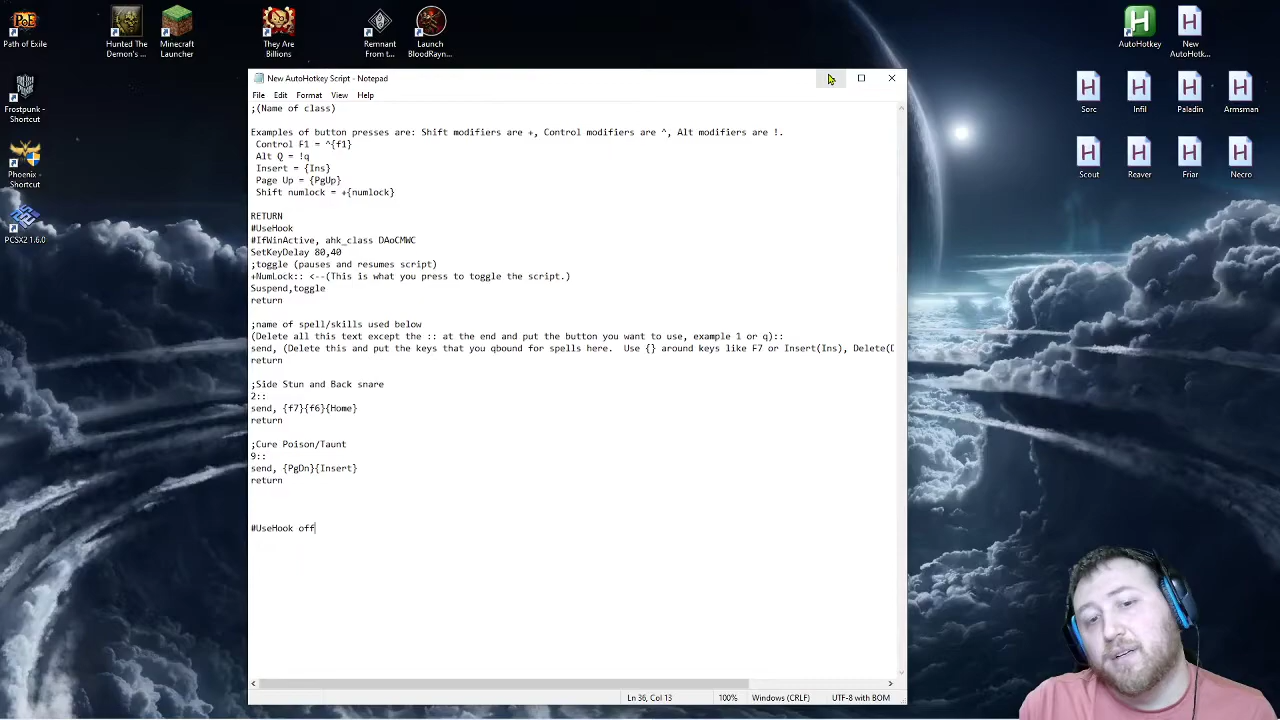 Path of Exile
Hunted The Demon's ...
Minecraft Launcher
They Are Billions
Remnant From t...
Launch BloodRayn...
AutoHotkey
New AutoHotk...
New AutoHotkey Script - Notepad
File Edit Format View Help
;(Name of class)
Examples of button presses are: Shift modifiers are +, Control modifiers are ^, Alt modifiers are !.
Control F1 = ^{f1}
Alt Q = !q
Insert = {Ins}
Page Up = {PgUp}
Shift numlock = +{numlock}
RETURN
#UseHook
#IfWinActive, ahk_class DAoCMWC
SetKeyDelay 80,40
;toggle (pauses and resumes script)
+NumLock:: <--(This is what you press to toggle the script.)
Suspend,toggle
return
;name of spell/skills used below
(Delete all this text except the :: at the end and put the button you want to use, example 1 or q)::
send, (Delete this and put the keys that you qbound for spells here.  Use {} around keys like F7 or Insert(Ins), Delete(D
return
;Side Stun and Back snare
2::
send, {f7}{f6}{Home}
return
;Cure Poison/Taunt
9::
send, {PgDn}{Insert}
return
#UseHook off
Ln 36, Col 13 100% Windows (CRLF) UTF-8 with BOM
Frostpunk - Shortcut
Phoenix - Shortcut
PCSX2 1.6.0
Sorc
Infil
Paladin
Armsman
Scout
Reaver
Friar
Necro